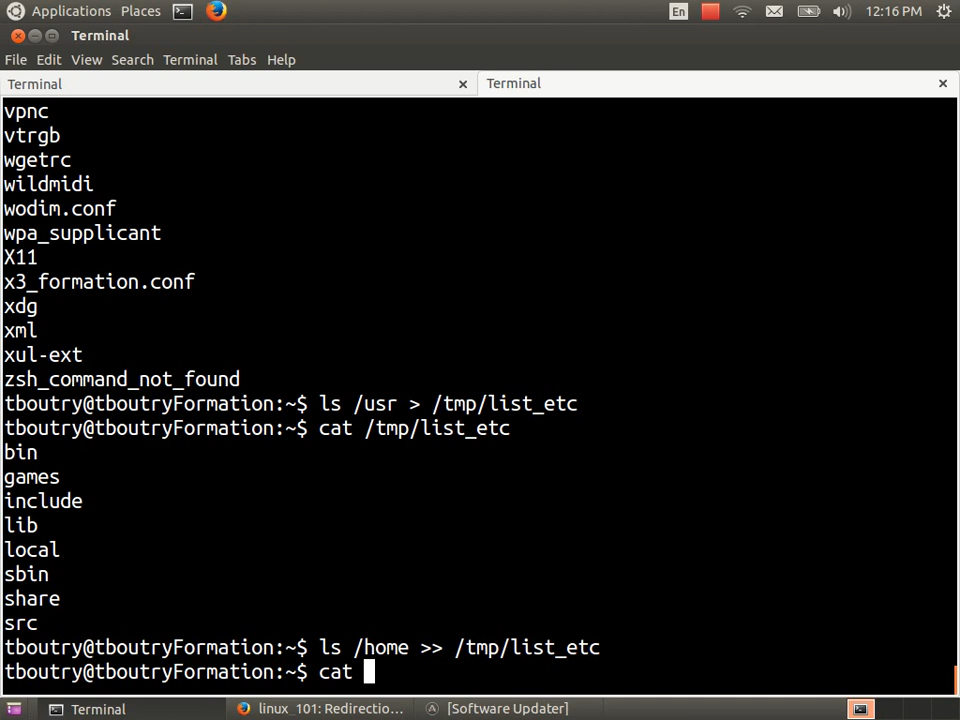 Applications Places En 12:16 PM
Terminal
File Edit View Search Terminal Tabs Help
Terminal × Terminal ×
vpnc
vtrgb
wgetrc
wildmidi
wodim.conf
wpa_supplicant
X11
x3_formation.conf
xdg
xml
xul-ext
zsh_command_not_found
tboutry@tboutryFormation:~$ ls /usr > /tmp/list_etc
tboutry@tboutryFormation:~$ cat /tmp/list_etc
bin
games
include
lib
local
sbin
share
src
tboutry@tboutryFormation:~$ ls /home >> /tmp/list_etc
tboutry@tboutryFormation:~$ cat
Terminal linux_101: Redirectio... [Software Updater]